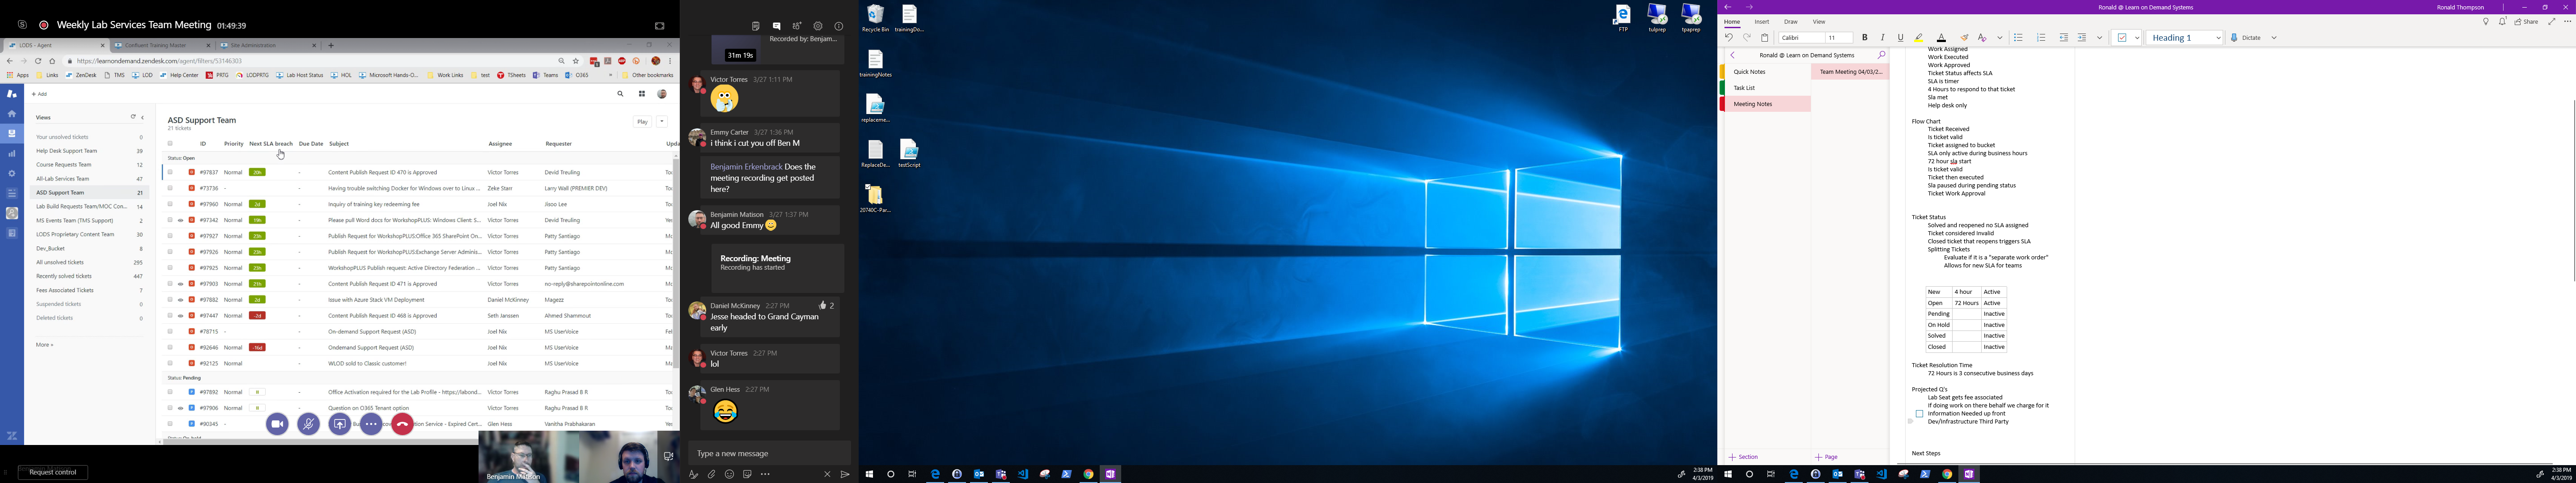 Weekly Lab Services Team Meeting 01:49:39
LODS - Agent
Confluent Training Master
Site Administration
https://learnondemand.zendesk.com/agent/filters/53146303
Apps Links ZenDesk TMS LOD Help Center PRTG LODPRTG Lab Host Status HOL Microsoft Hands-O... Work Links test TSheets Teams O365 Other bookmarks
+ Add
Views
Your unsolved tickets 0
Help Desk Support Team 39
Course Requests Team 12
All-Lab Services Team 47
ASD Support Team 21
Lab Build Requests Team/MOC Con... 14
MS Events Team (TMS Support) 2
LODS Proprietary Content Team 30
Dev_Bucket 8
All unsolved tickets 295
Recently solved tickets 447
Fees Associated Tickets 7
Suspended tickets 0
Deleted tickets 0
More »
ASD Support Team
21 tickets
Play
ID Priority Next SLA breach Due Date Subject Assignee Requester Upda
Status: Open
#97837 Normal 20h - Content Publish Request ID 470 is Approved Victor Torres David Treuling To
#73736 - - Having trouble switching Docker for Windows over to Linux ... Zeke Starr Larry Wall (PREMIER DEV) To
#97960 Normal 2d - Inquiry of training key redeeming fee Joel Nix Jisoo Lee To
#97342 Normal 19h - Please pull Word docs for WorkshopPLUS: Windows Client: S... Victor Torres David Treuling Ye
#97927 Normal 23h - Publish Request for WorkshopPLUS:Office 365 SharePoint On... Victor Torres Patty Santiago M
#97926 Normal 23h - Publish Request for WorkshopPLUS:Exchange Server Adminis... Victor Torres Patty Santiago M
#97925 Normal 23h - WorkshopPLUS Publish request: Active Directory Federation ... Victor Torres Patty Santiago M
#97903 Normal 21h - Content Publish Request ID 471 is Approved Victor Torres no-reply@sharepointonline.com M
#97882 Normal 2d - Issue with Azure Stack VM Deployment Daniel McKinney Magezz To
#97447 Normal -2d - Content Publish Request ID 468 is Approved Seth Janssen Ahmed Shammout To
#78715 - - On-demand Support Request (ASD) Joel Nix MS UserVoice Fe
#92646 Normal -16d - Ondemand Support Request (ASD) Joel Nix MS UserVoice M
#92125 Normal - WLOD sold to Classic customer! Joel Nix MS UserVoice M
Status: Pending
#97892 Normal - Office Activation required for the Lab Profile - https://labond... Victor Torres Raghu Prasad B R To
#97906 Normal - Question on O365 Tenant option Victor Torres Raghu Prasad B R To
#90345 - Service - Expired Cert... Glen Hess Vanitha Prabhakaran Ye
Request control
Benjamin Matison
Recorded by: Benjam...
31m 19s
Victor Torres 3/27 1:11 PM
Emmy Carter 3/27 1:36 PM
i think i cut you off Ben M
Benjamin Erkenbrack Does the
meeting recording get posted
here?
Benjamin Matison 3/27 1:37 PM
All good Emmy
Recording: Meeting
Recording has started
Daniel McKinney 2:27 PM 2
Jesse headed to Grand Cayman
early
Victor Torres 2:27 PM
lol
Glen Hess 2:27 PM
Type a new message
Recycle Bin
trainingDo...
trainingNotes
replaceme...
ReplaceDe...
testScript
20740C-Par...
FTP
tulprep
tpaprep
2:38 PM
4/3/2019
Ronald @ Learn on Demand Systems
Ronald Thompson
Home Insert Draw View
Share
Calibri 11 B I U A Heading 1 Dictate
Ronald @ Learn on Demand Systems
Quick Notes
Task List
Meeting Notes
Team Meeting 04/03/2...
+ Section
+ Page
Work Assigned
Work Executed
Work Approved
Ticket Status affects SLA
SLA is timer
4 Hours to respond to that ticket
Sla met
Help desk only
Flow Chart
Ticket Received
Is ticket valid
Ticket assigned to bucket
SLA only active during business hours
72 hour sla start
Is ticket valid
Ticket then executed
Sla paused during pending status
Ticket Work Approval
Ticket Status
Solved and reopened no SLA assigned
Ticket considered Invalid
Closed ticket that reopens triggers SLA
Splitting Tickets
Evaluate if it is a "separate work order"
Allows for new SLA for teams
New 4 hour Active
Open 72 Hours Active
Pending Inactive
On Hold Inactive
Solved Inactive
Closed Inactive
Ticket Resolution Time
72 Hours is 3 consecutive business days
Projected Q's
Lab Seat gets fee associated
If doing work on there behalf we charge for it
Information Needed up front
Dev/Infrastructure Third Party
Next Steps
2:38 PM
4/3/2019